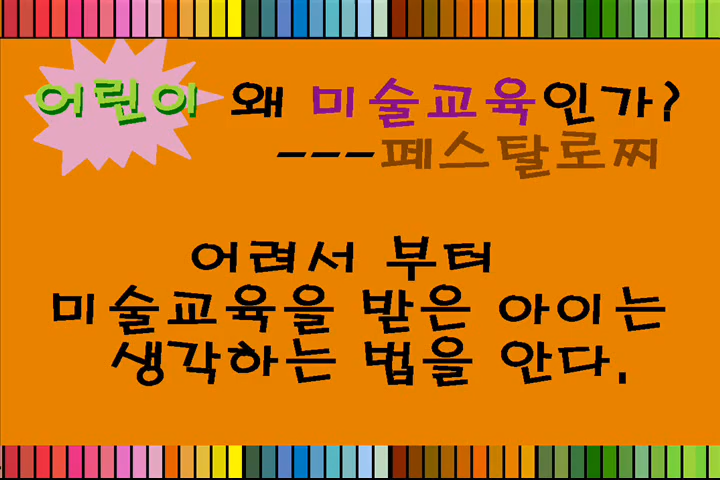 어린이 왜 미술교육인가?
---페스탈로찌
어려서 부터
미술교육을 받은 아이는
생각하는 법을 안다.